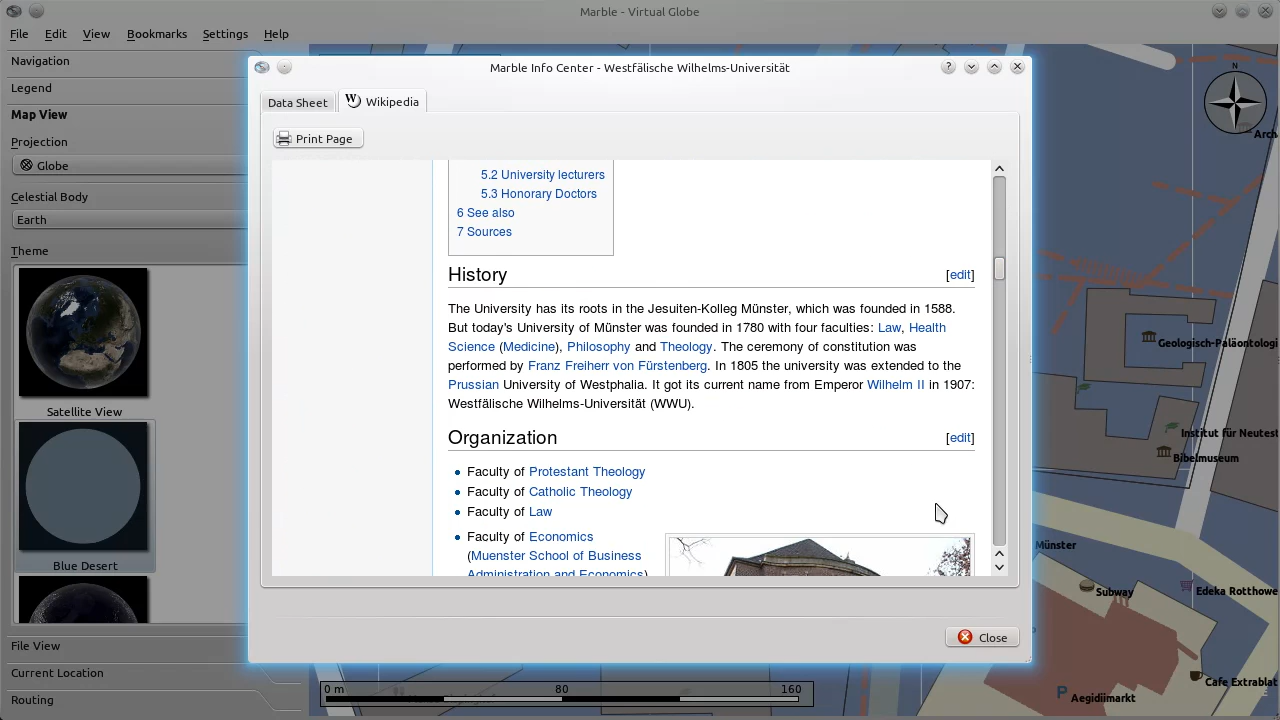 Marble - Virtual Globe
File Edit View Bookmarks Settings Help
Navigation
Legend
Map View
Projection
Globe
Celestial Body
Earth
Theme
Satellite View
Blue Desert
File View
Current Location
Routing
Marble Info Center - Westfälische Wilhelms-Universität
Data Sheet
W Wikipedia
Print Page
5.2 University lecturers
5.3 Honorary Doctors
6 See also
7 Sources
History [edit]
The University has its roots in the Jesuiten-Kolleg Münster, which was founded in 1588.
But today's University of Münster was founded in 1780 with four faculties: Law, Health
Science (Medicine), Philosophy and Theology. The ceremony of constitution was
performed by Franz Freiherr von Fürstenberg. In 1805 the university was extended to the
Prussian University of Westphalia. It got its current name from Emperor Wilhelm II in 1907:
Westfälische Wilhelms-Universität (WWU).
Organization [edit]
Faculty of Protestant Theology
Faculty of Catholic Theology
Faculty of Law
Faculty of Economics
(Muenster School of Business
Administration and Economics)
Close
N
Arch
Geologisch-Paläontologi
Institut für Neutest
Bibelmuseum
Münster
Subway
Edeka Rotthowe
Cafe Extrablat
P Aegidiimarkt
0 m 80 160